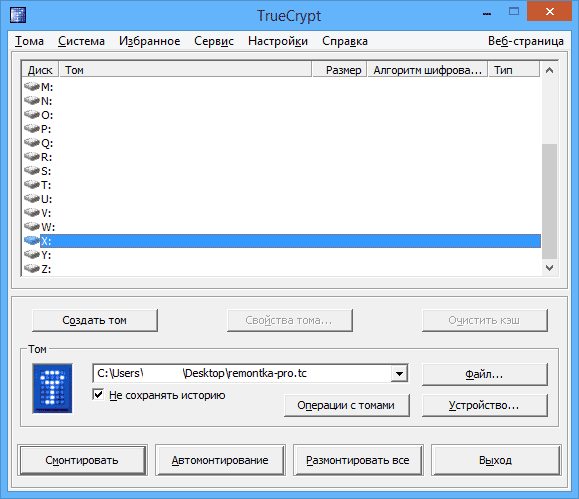 TrueCrypt
Тома Система Избранное Сервис Настройки Справка Веб-страница
Диск Том Размер Алгоритм шифрова... Тип
M:
N:
O:
P:
Q:
R:
S:
T:
U:
V:
W:
X:
Y:
Z:
Создать том Свойства тома... Очистить кэш
Том
C:\Users\ \Desktop\remontka-pro.tc Файл...
Не сохранять историю
Операции с томами Устройство...
Смонтировать Автомонтирование Размонтировать все Выход